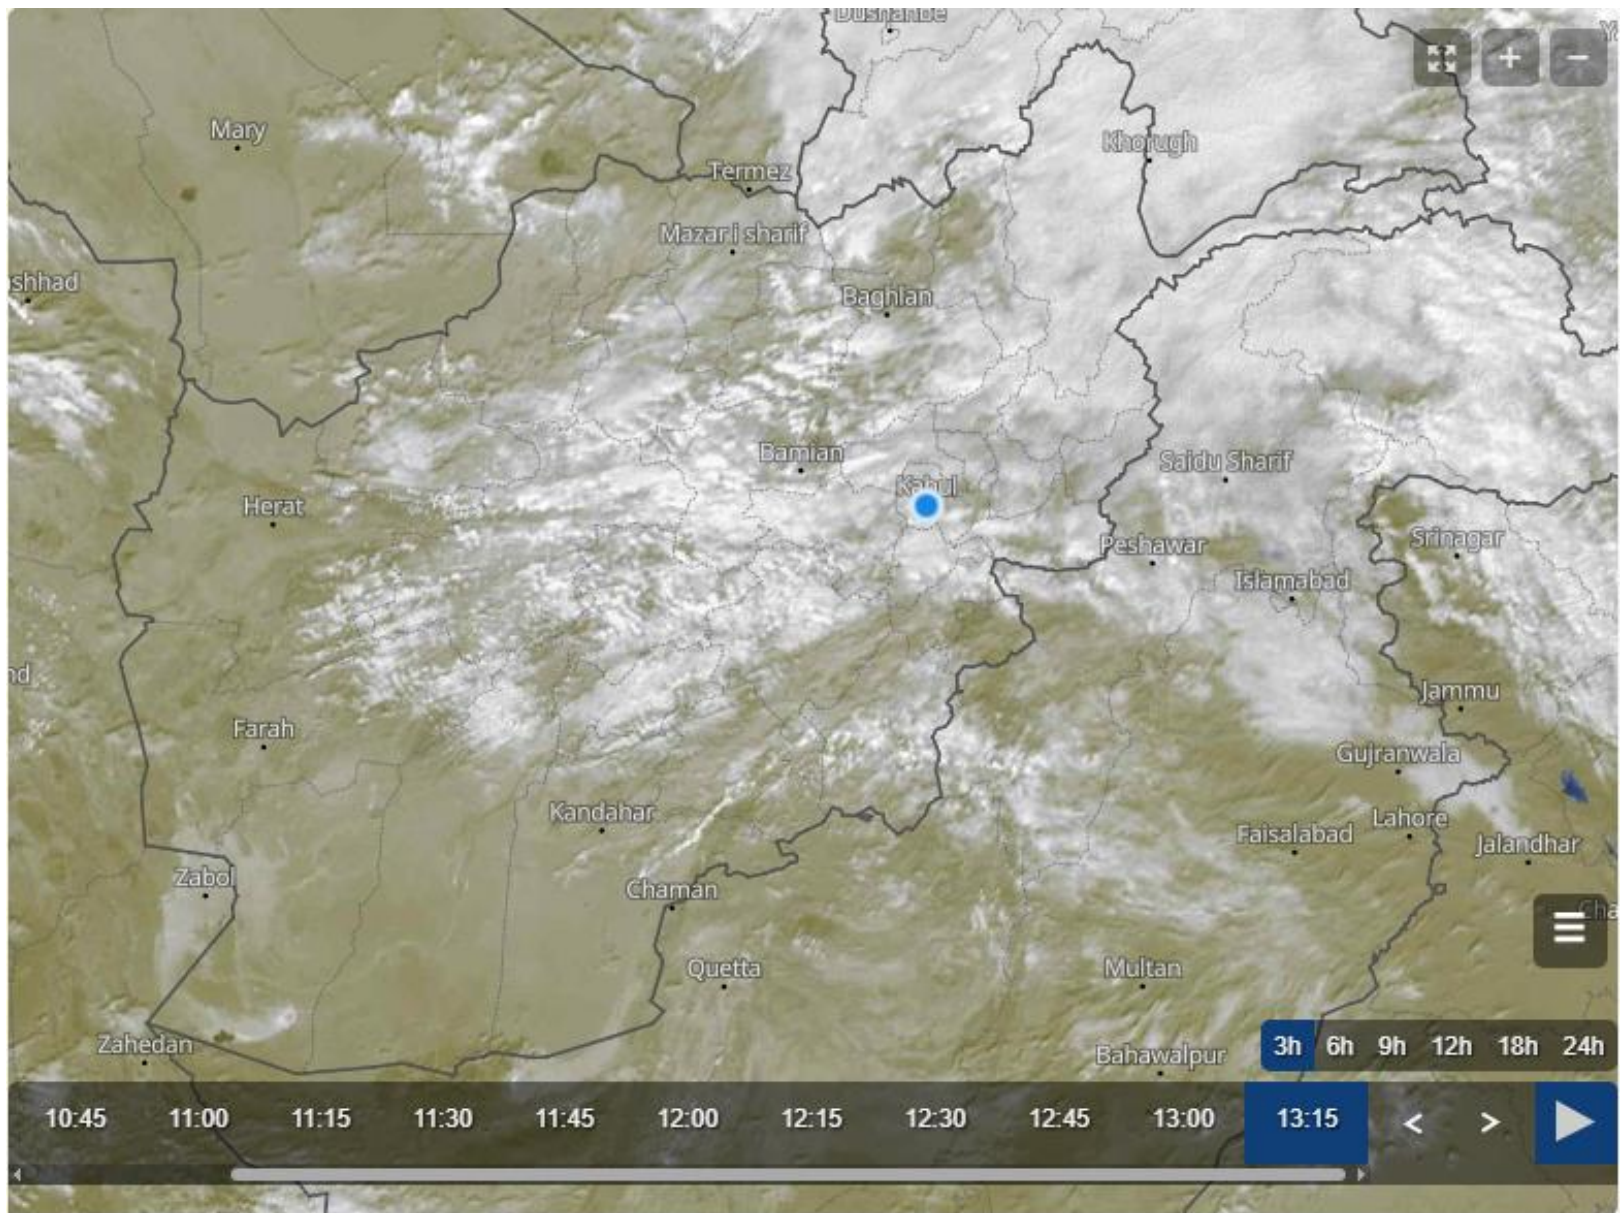 Dushanbe
Mary
Khorugh
Termez
Mazar i sharif
shhad
Baghlan
Bamian
Saidu Sharif
Kabul
Herat
Srinagar
Peshawar
Islamabad
nd
Jammu
Farah
Gujranwala
Kandahar
Lahore
Faisalabad
Jalandhar
Zabol
Chaman
Cha
Quetta
Multan
Zahedan
Bahawalpur
3h 6h 9h 12h 18h 24h
10:45 11:00 11:15 11:30 11:45 12:00 12:15 12:30 12:45 13:00 13:15 < >